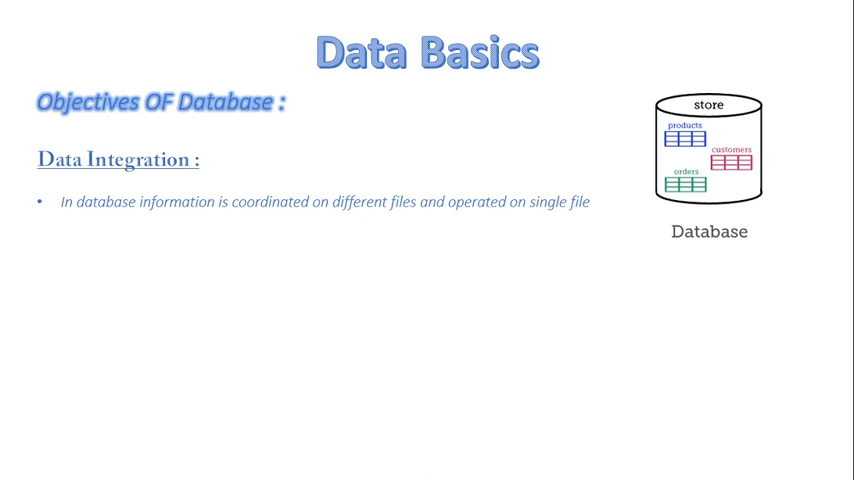 Data Basics
Objectives OF Database :
Data Integration :
• In database information is coordinated on different files and operated on single file
store
products
customers
orders
Database